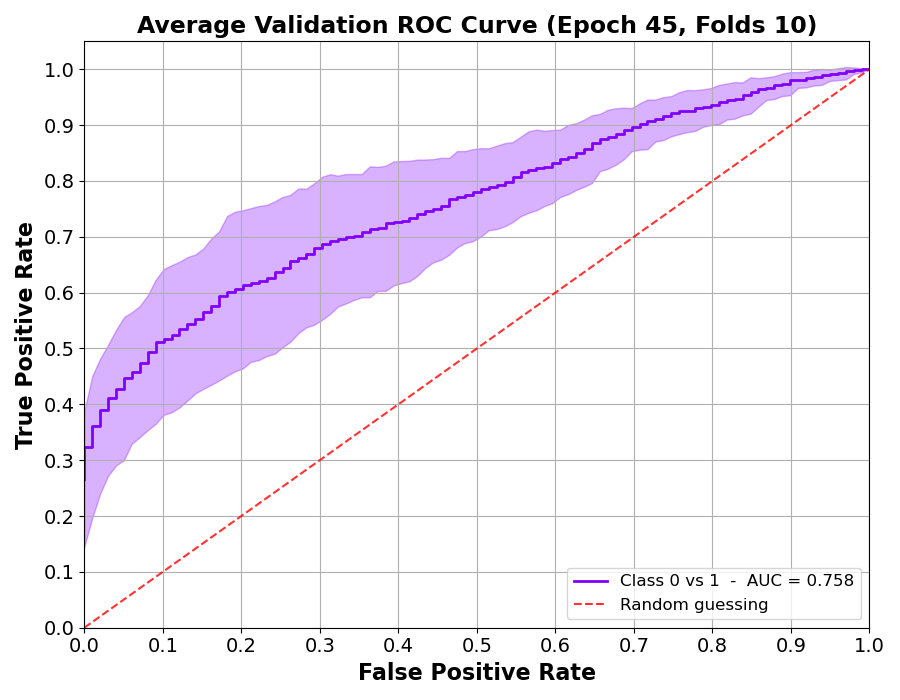 Average Validation ROC Curve (Epoch 45, Folds 10)
True Positive Rate
1.0
0.9
0.8
0.7
0.6
0.5
0.4
0.3
0.2
0.1
0.0
Class 0 vs 1 - AUC = 0.758
Random guessing
0.0 0.1 0.2 0.3 0.4 0.5 0.6 0.7 0.8 0.9 1.0
False Positive Rate